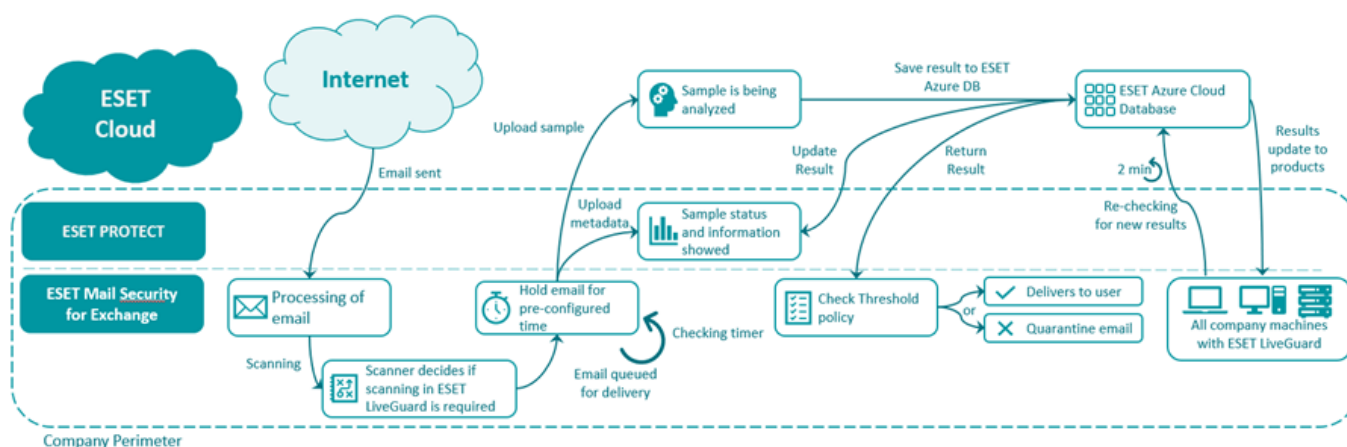 ESET
Cloud
Internet
Email sent
Upload sample
Sample is being
analyzed
Save result to ESET
Azure DB
ESET Azure Cloud
Database
Update
Result
Return
Result
2 min
Results
update to
products
Re-checking
for new results
ESET PROTECT
Upload
metadata
Sample status
and information
showed
ESET Mail Security
for Exchange
Processing of
email
Scanning
Scanner decides if
scanning in ESET
LiveGuard is required
Hold email for
pre-configured
time
Checking timer
Email queued
for delivery
Check Threshold
policy
Delivers to user
or
Quarantine email
All company machines
with ESET LiveGuard
Company Perimeter